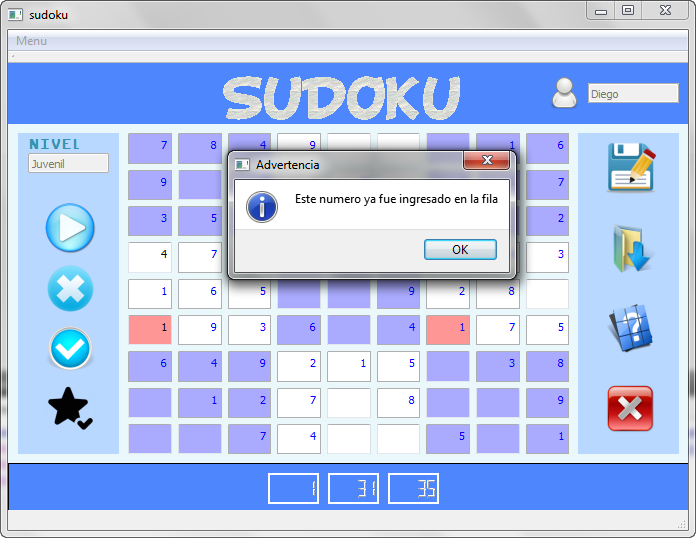 sudoku
Menu
SUDOKU
Diego
NIVEL
Juvenil
7 8 4 9 1 6
9 7
3 5 2
4 7 3
1 6 5 9 2 8
1 9 3 6 4 1 7 5
6 4 9 2 1 5 3 8
1 2 7 8 9
7 4 5 1
Advertencia
Este numero ya fue ingresado en la fila
OK
?
1 31 35